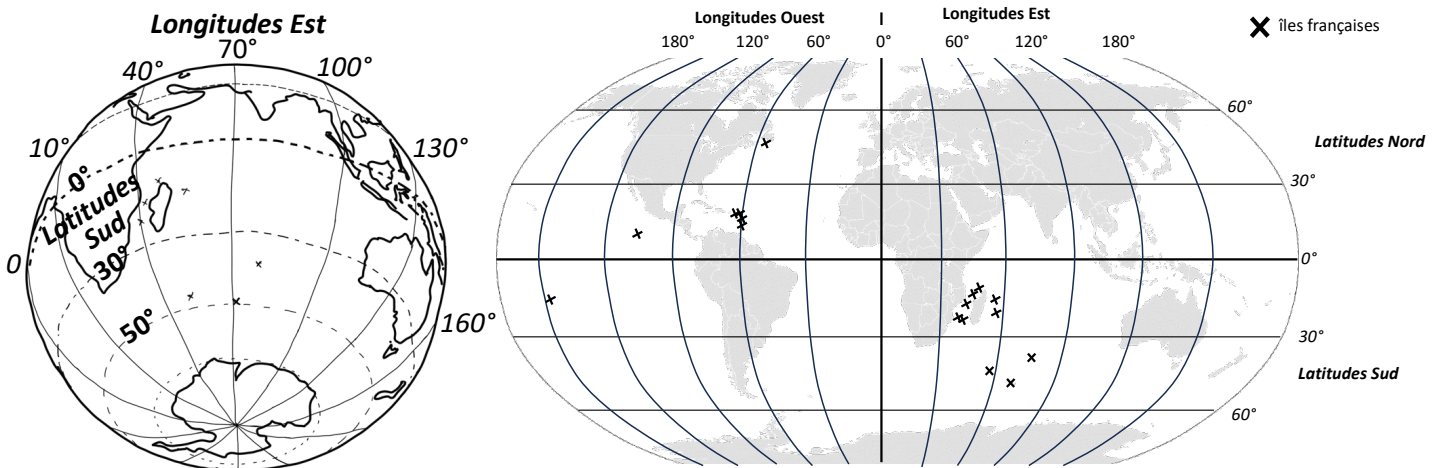 Longitudes Est
70°
40°
100°
10°
130°
0°
Latitudes
Sud
0
30°
50°
160°
Longitudes Ouest
Longitudes Est
180°
120°
60°
0°
60°
120°
180°
îles françaises
60°
Latitudes Nord
30°
0°
30°
Latitudes Sud
60°